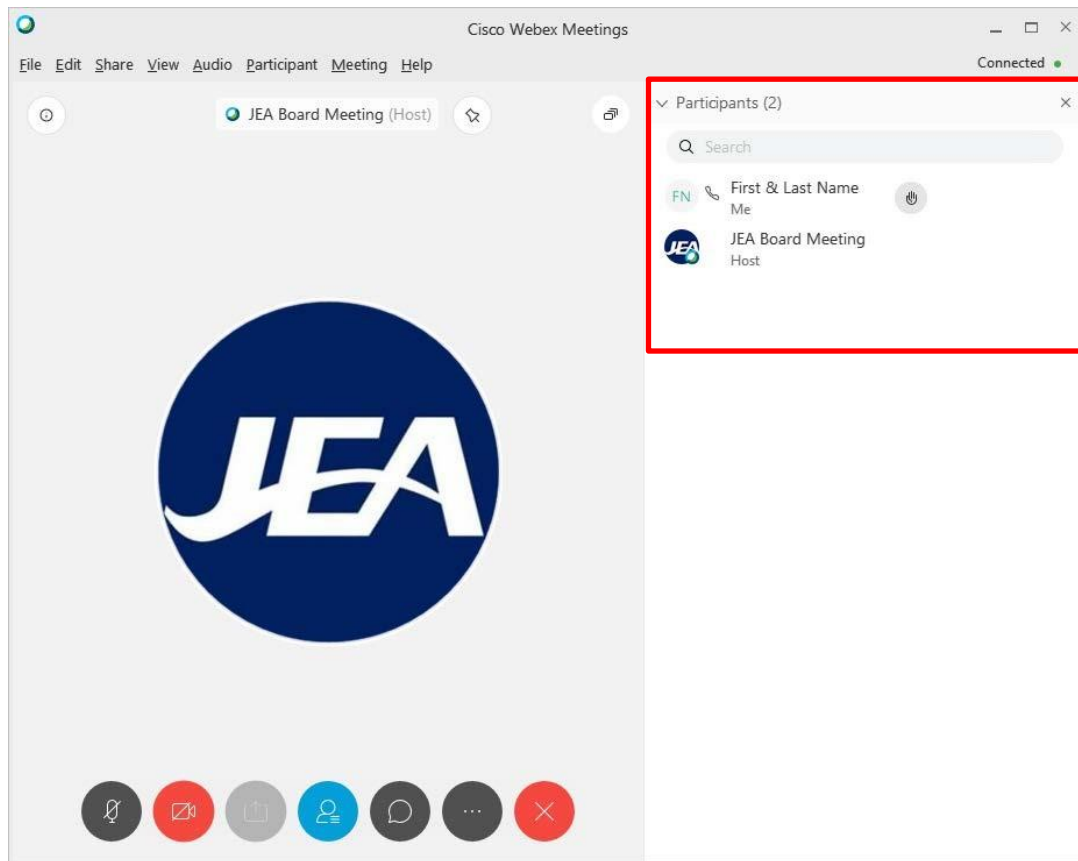 Cisco Webex Meetings
File Edit Share View Audio Participant Meeting Help
Connected
JEA Board Meeting (Host)
JEA
Participants (2)
Search
FN First & Last Name
Me
JEA JEA Board Meeting
Host